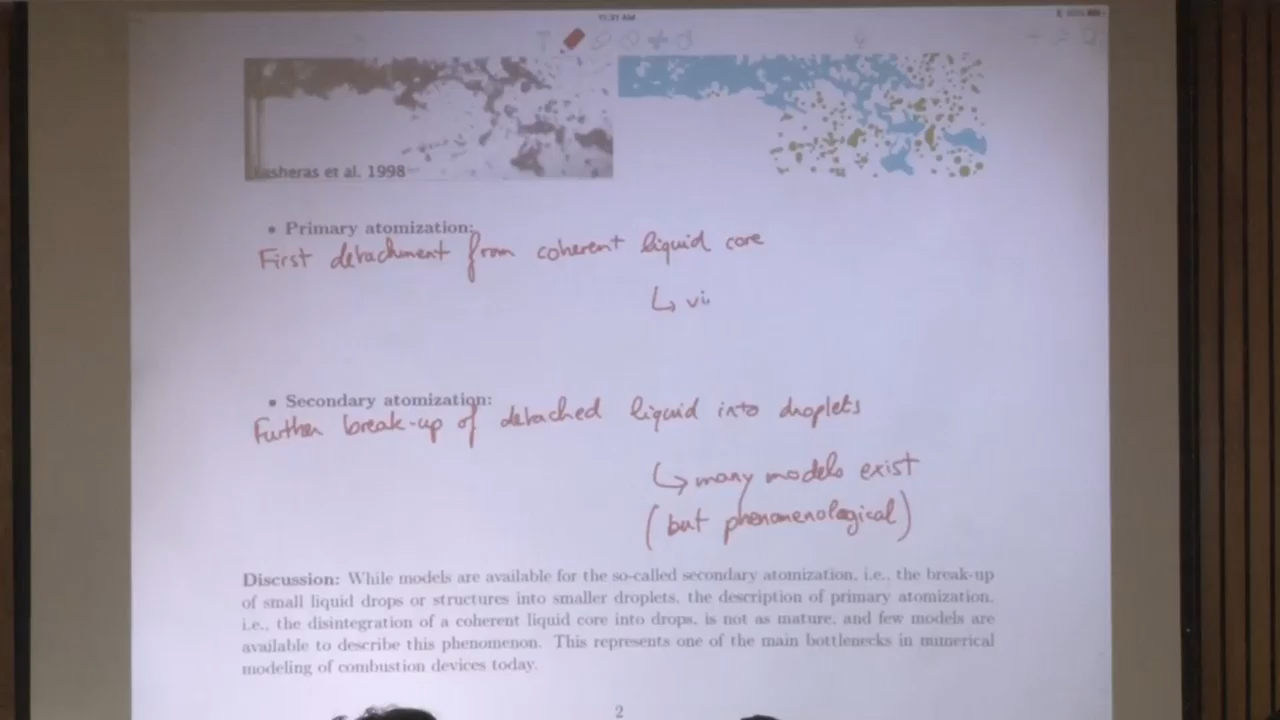 11:31 AM
Lasheras et al. 1998
• Primary atomization:
First detachment from coherent liquid core
↳ vi
• Secondary atomization:
Further break-up of detached liquid into droplets
↳ many models exist
(but phenomenological)
Discussion: While models are available for the so-called secondary atomization, i.e., the break-up
of small liquid drops or structures into smaller droplets, the description of primary atomization,
i.e., the disintegration of a coherent liquid core into drops, is not as mature, and few models are
available to describe this phenomenon. This represents one of the main bottlenecks in numerical
modeling of combustion devices today.
2